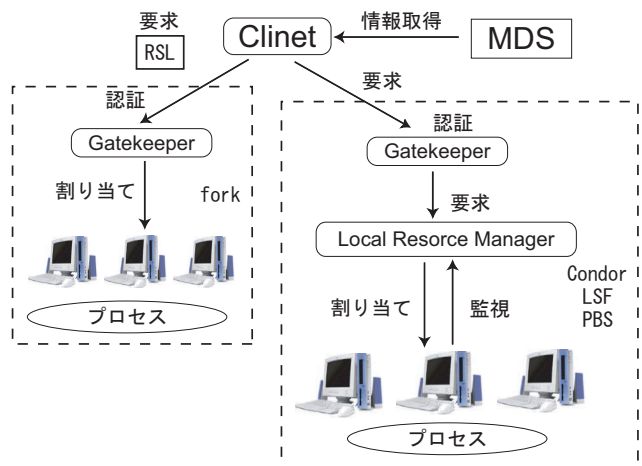 要求
RSL
Clinet
情報取得
MDS
認証
Gatekeeper
割り当て
fork
プロセス
要求
認証
Gatekeeper
要求
Local Resorce Manager
割り当て
監視
Condor
LSF
PBS
プロセス